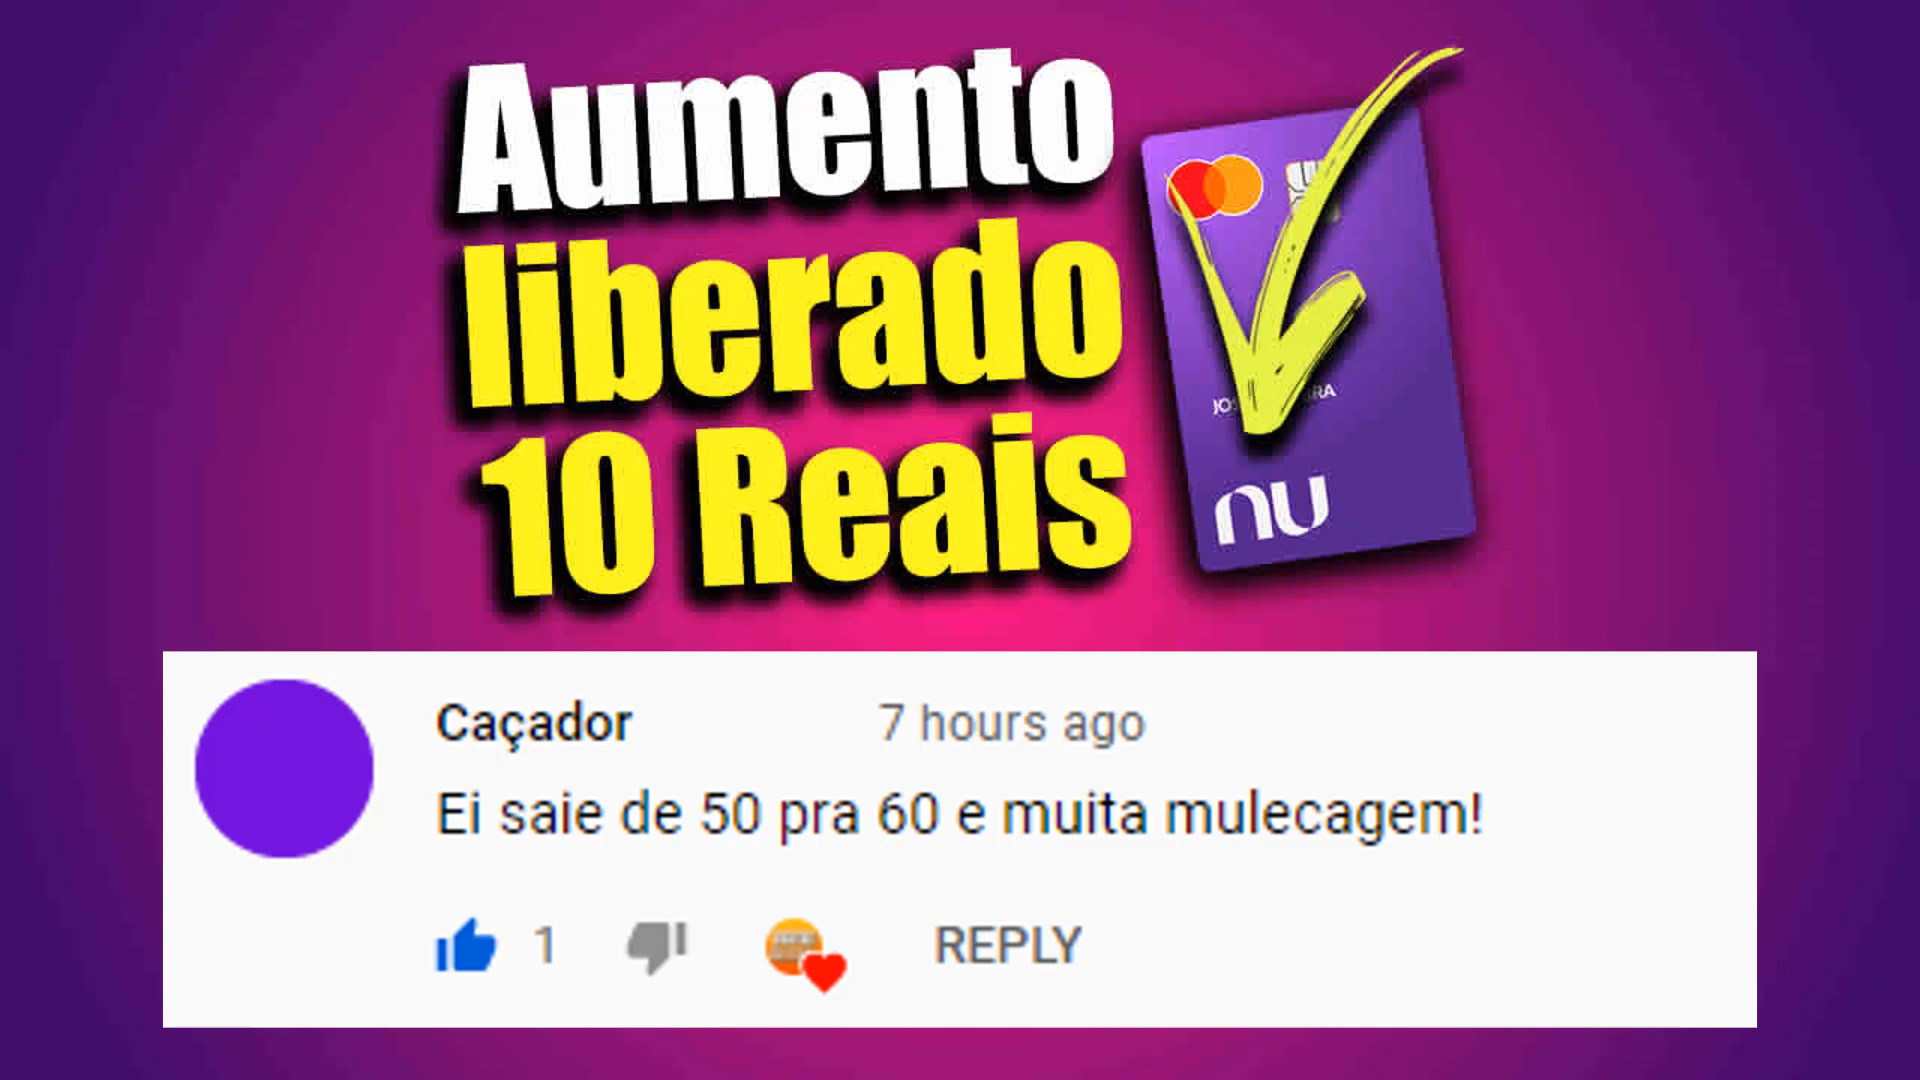 Aumento
liberado
10 Reais
nu
Caçador 7 hours ago
Ei saie de 50 pra 60 e muita mulecagem!
1 REPLY